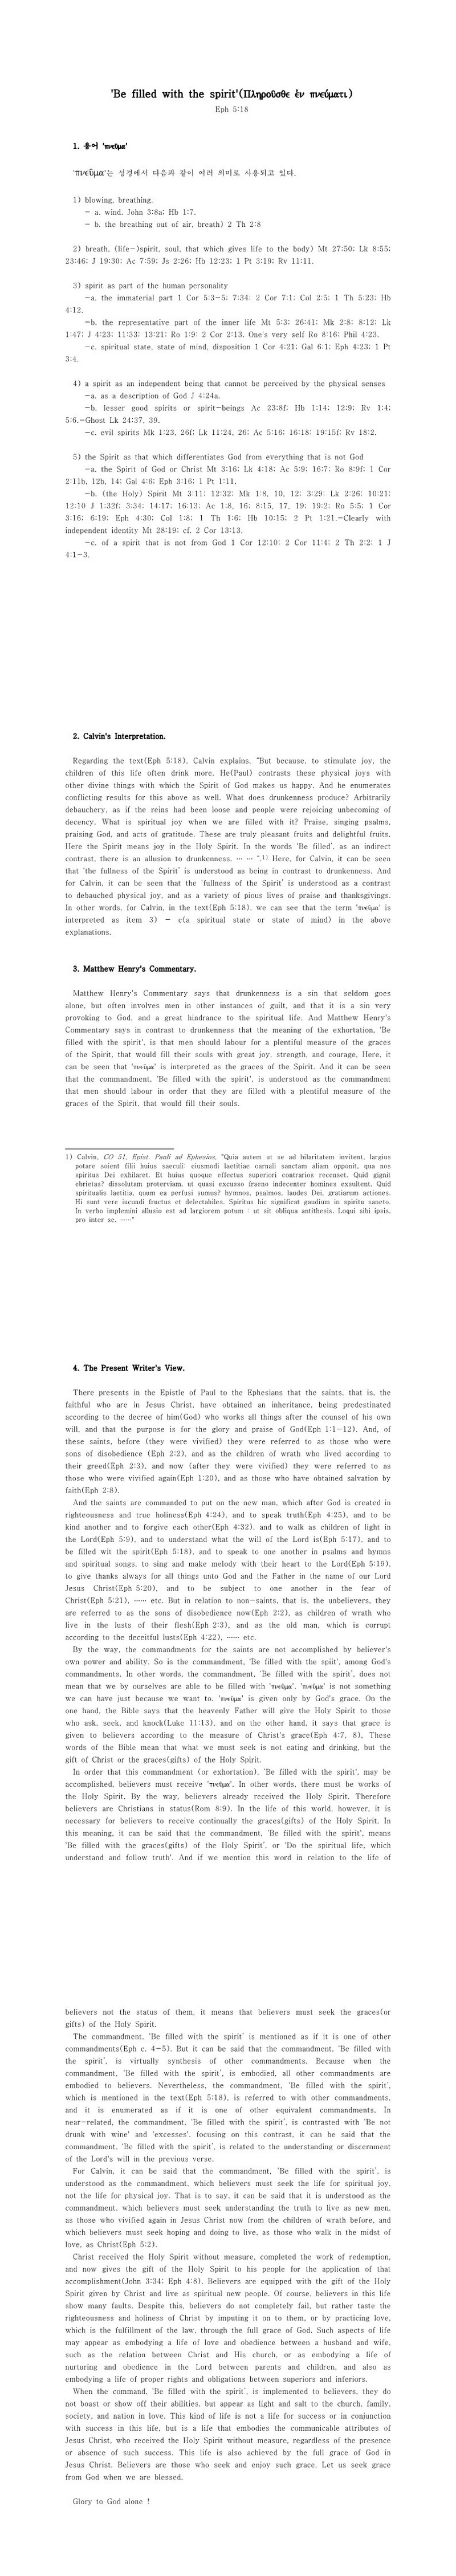 'Be filled with the spirit'(Πληροῦσθε ἐν πνεύματι)
Eph 5:18
1. 용어 'πνεῦμα'
'πνεῦμα'는 성경에서 다음과 같이 여러 의미로 사용되고 있다.
1) blowing, breathing.
- a. wind, John 3:8a; Hb 1:7.
- b. the breathing out of air, breath) 2 Th 2:8
2) breath, (life-)spirit, soul, that which gives life to the body) Mt 27:50; Lk 8:55;
23:46; J 19:30; Ac 7:59; Js 2:26; Hb 12:23; 1 Pt 3:19; Rv 11:11.
3) spirit as part of the human personality
-a. the immaterial part 1 Cor 5:3-5; 7:34; 2 Cor 7:1; Col 2:5; 1 Th 5:23; Hb
4:12.
-b. the representative part of the inner life Mt 5:3; 26:41; Mk 2:8; 8:12; Lk
1:47; J 4:23; 11:33; 13:21; Ro 1:9; 2 Cor 2:13. One's very self Ro 8:16; Phil 4:23.
-c. spiritual state, state of mind, disposition 1 Cor 4:21; Gal 6:1; Eph 4:23; 1 Pt
3:4.
4) a spirit as an independent being that cannot be perceived by the physical senses
-a. as a description of God J 4:24a.
-b. lesser good spirits or spirit-beings Ac 23:8f; Hb 1:14; 12:9; Rv 1:4;
5:6.-Ghost Lk 24:37, 39.
-c. evil spirits Mk 1:23, 26f; Lk 11:24, 26; Ac 5:16; 16:18; 19:15f; Rv 18:2.
5) the Spirit as that which differentiates God from everything that is not God
-a. the Spirit of God or Christ Mt 3:16; Lk 4:18; Ac 5:9; 16:7; Ro 8:9f; 1 Cor
2:11b, 12b, 14; Gal 4:6; Eph 3:16; 1 Pt 1:11.
-b. (the Holy) Spirit Mt 3:11; 12:32; Mk 1:8, 10, 12; 3:29; Lk 2:26; 10:21;
12:10 J 1:32f; 3:34; 14:17; 16:13; Ac 1:8, 16; 8:15, 17, 19; 19:2; Ro 5:5; 1 Cor
3:16; 6:19; Eph 4:30; Col 1:8; 1 Th 1:6; Hb 10:15; 2 Pt 1:21.-Clearly with
independent identity Mt 28:19; cf. 2 Cor 13:13.
-c. of a spirit that is not from God 1 Cor 12:10; 2 Cor 11:4; 2 Th 2:2; 1 J
4:1-3.
2. Calvin's Interpretation.
Regarding the text(Eph 5:18), Calvin explains, "But because, to stimulate joy, the
children of this life often drink more. He(Paul) contrasts these physical joys with
other divine things with which the Spirit of God makes us happy. And he enumerates
conflicting results for this above as well. What does drunkenness produce? Arbitrarily
debauchery, as if the reins had been loose and people were rejoicing unbecoming of
decency. What is spiritual joy when we are filled with it? Praise, singing psalms,
praising God, and acts of gratitude. These are truly pleasant fruits and delightful fruits.
Here the Spirit means joy in the Holy Spirit. In the words 'Be filled', as an indirect
contrast, there is an allusion to drunkenness. … … ".1) Here, for Calvin, it can be seen
that 'the fullness of the Spirit' is understood as being in contrast to drunkenness. And
for Calvin, it can be seen that the 'fullness of the Spirit' is understood as a contrast
to debauched physical joy, and as a variety of pious lives of praise and thanksgivings.
In other words, for Calvin, in the text(Eph 5:18), we can see that the term 'πνεῦμα' is
interpreted as item 3) - c(a spiritual state or state of mind) in the above
explanations.
3. Matthew Henry's Commentary.
Matthew Henry's Commentary says that drunkenness is a sin that seldom goes
alone, but often involves men in other instances of guilt, and that it is a sin very
provoking to God, and a great hindrance to the spiritual life. And Matthew Henry's
Commentary says in contrast to drunkenness that the meaning of the exhortation, 'Be
filled with the spirit', is that men should labour for a plentiful measure of the graces
of the Spirit, that would fill their souls with great joy, strength, and courage. Here, it
can be seen that 'πνεῦμα' is interpreted as the graces of the Spirit. And it can be seen
that the commandment, 'Be filled with the spirit', is understood as the commandment
that men should labour in order that they are filled with a plentiful measure of the
graces of the Spirit, that would fill their souls.
1) Calvin, CO 51, Epist. Pauli ad Ephesios, "Quia autem ut se ad hilaritatem invitent, largius
potare soient filii huius saeculi: eiusmodi laetitiae carnali sanctam aliam opponit, qua nos
spiritus Dei exhilaret. Et huius quoque effectus superiori contrarios recenset. Quid gignit
ebrietas? dissolutam proterviam, ut quasi excusso fraeno indecenter homines exsultent. Quid
spiritualis laetitia, quum ea perfusi sumus? hymnos, psalmos, laudes Dei, gratiarum actiones.
Hi sunt vere iucundi fructus et delectabiles. Spiritus hic significat gaudium in spiritu sancto.
In verbo implemini allusio est ad largiorem potum : ut sit obliqua antithesis. Loqui sibi ipsis,
pro inter se, ……"
4. The Present Writer's View.
There presents in the Epistle of Paul to the Ephesians that the saints, that is, the
faithful who are in Jesus Christ, have obtained an inheritance, being predestinated
according to the decree of him(God) who works all things after the counsel of his own
will, and that the purpose is for the glory and praise of God(Eph 1:1-12). And, of
these saints, before (they were vivified) they were referred to as those who were
sons of disobedience (Eph 2:2), and as the children of wrath who lived according to
their greed(Eph 2:3), and now (after they were vivified) they were referred to as
those who were vivified again(Eph 1:20), and as those who have obtained salvation by
faith(Eph 2:8).
And the saints are commanded to put on the new man, which after God is created in
righteousness and true holiness(Eph 4:24), and to speak truth(Eph 4:25), and to be
kind another and to forgive each other(Eph 4:32), and to walk as children of light in
the Lord(Eph 5:9), and to understand what the will of the Lord is(Eph 5:17), and to
be filled wit the spirit(Eph 5:18), and to speak to one another in psalms and hymns
and spiritual songs, to sing and make melody with their heart to the Lord(Eph 5:19),
to give thanks always for all things unto God and the Father in the name of our Lord
Jesus Christ(Eph 5:20), and to be subject to one another in the fear of
Christ(Eph 5:21), …… etc. But in relation to non-saints, that is, the unbelievers, they
are referred to as the sons of disobedience now(Eph 2:2), as children of wrath who
live in the lusts of their flesh(Eph 2:3), and as the old man, which is corrupt
according to the deceitful lusts(Eph 4:22), …… etc.
By the way, the commandments for the saints are not accomplished by believer's
own power and ability. So is the commandment, 'Be filled with the spiit', among God's
commandments. In other words, the commandment, 'Be filled with the spirit', does not
mean that we by ourselves are able to be filled with 'πνεῦμα'. 'πνεῦμα' is not something
we can have just because we want to. 'πνεῦμα' is given only by God's grace. On the
one hand, the Bible says that the heavenly Father will give the Holy Spirit to those
who ask, seek, and knock(Luke 11:13), and on the other hand, it says that grace is
given to believers according to the measure of Christ's grace(Eph 4:7, 8). These
words of the Bible mean that what we must seek is not eating and drinking, but the
gift of Christ or the graces(gifts) of the Holy Spirit.
In order that this commandment (or exhortation), 'Be filled with the spirit', may be
accomplished, believers must receive 'πνεῦμα'. In other words, there must be works of
the Holy Spirit. By the way, believers already received the Holy Spirit. Therefore
believers are Christians in status(Rom 8:9). In the life of this world, however, it is
necessary for believers to receive continually the graces(gifts) of the Holy Spirit. In
this meaning, it can be said that the commandment, 'Be filled with the spirit', means
'Be filled with the graces(gifts) of the Holy Spirit', or 'Do the spiritual life, which
understand and follow truth'. And if we mention this word in relation to the life of
believers not the status of them, it means that believers must seek the graces(or
gifts) of the Holy Spirit.
The commandment, 'Be filled with the spirit' is mentioned as if it is one of other
commandments(Eph c. 4-5). But it can be said that the commandment, 'Be filled with
the spirit', is virtually synthesis of other commandments. Because when the
commandment, 'Be filled with the spirit', is embodied, all other commandments are
embodied to believers. Nevertheless, the commandment, 'Be filled with the spirit',
which is mentioned in the text(Eph 5:18), is referred to with other commandments,
and it is enumerated as if it is one of other equivalent commandments. In
near-related, the commandment, 'Be filled with the spirit', is contrasted with 'Be not
drunk with wine' and 'excesses', focusing on this contrast, it can be said that the
commandment, 'Be filled with the spirit', is related to the understanding or discernment
of the Lord's will in the previous verse.
For Calvin, it can be said that the commandment, 'Be filled with the spirit', is
understood as the commandment, which believers must seek the life for spiritual joy,
not the life for physical joy. That is to say, it can be said that it is understood as the
commandment, which believers must seek understanding the truth to live as new men,
as those who vivified again in Jesus Christ now from the children of wrath before, and
which believers must seek hoping and doing to live, as those who walk in the midst of
love, as Christ(Eph 5:2).
Christ received the Holy Spirit without measure, completed the work of redemption,
and now gives the gift of the Holy Spirit to his people for the application of that
accomplishment(John 3:34; Eph 4:8). Believers are equipped with the gift of the Holy
Spirit given by Christ and live as spiritual new people. Of course, believers in this life
show many faults. Despite this, believers do not completely fail, but rather taste the
righteousness and holiness of Christ by imputing it on to them, or by practicing love,
which is the fulfillment of the law, through the full grace of God. Such aspects of life
may appear as embodying a life of love and obedience between a husband and wife,
such as the relation between Christ and His church, or as embodying a life of
nurturing and obedience in the Lord between parents and children, and also as
embodying a life of proper rights and obligations between superiors and inferiors.
When the command, 'Be filled with the spirit', is implemented to believers, they do
not boast or show off their abilities, but appear as light and salt to the church, family,
society, and nation in love. This kind of life is not a life for success or in conjunction
with success in this life, but is a life that embodies the communicable attributes of
Jesus Christ, who received the Holy Spirit without measure, regardless of the presence
or absence of such success. This life is also achieved by the full grace of God in
Jesus Christ. Believers are those who seek and enjoy such grace. Let us seek grace
from God when we are blessed.
Glory to God alone !